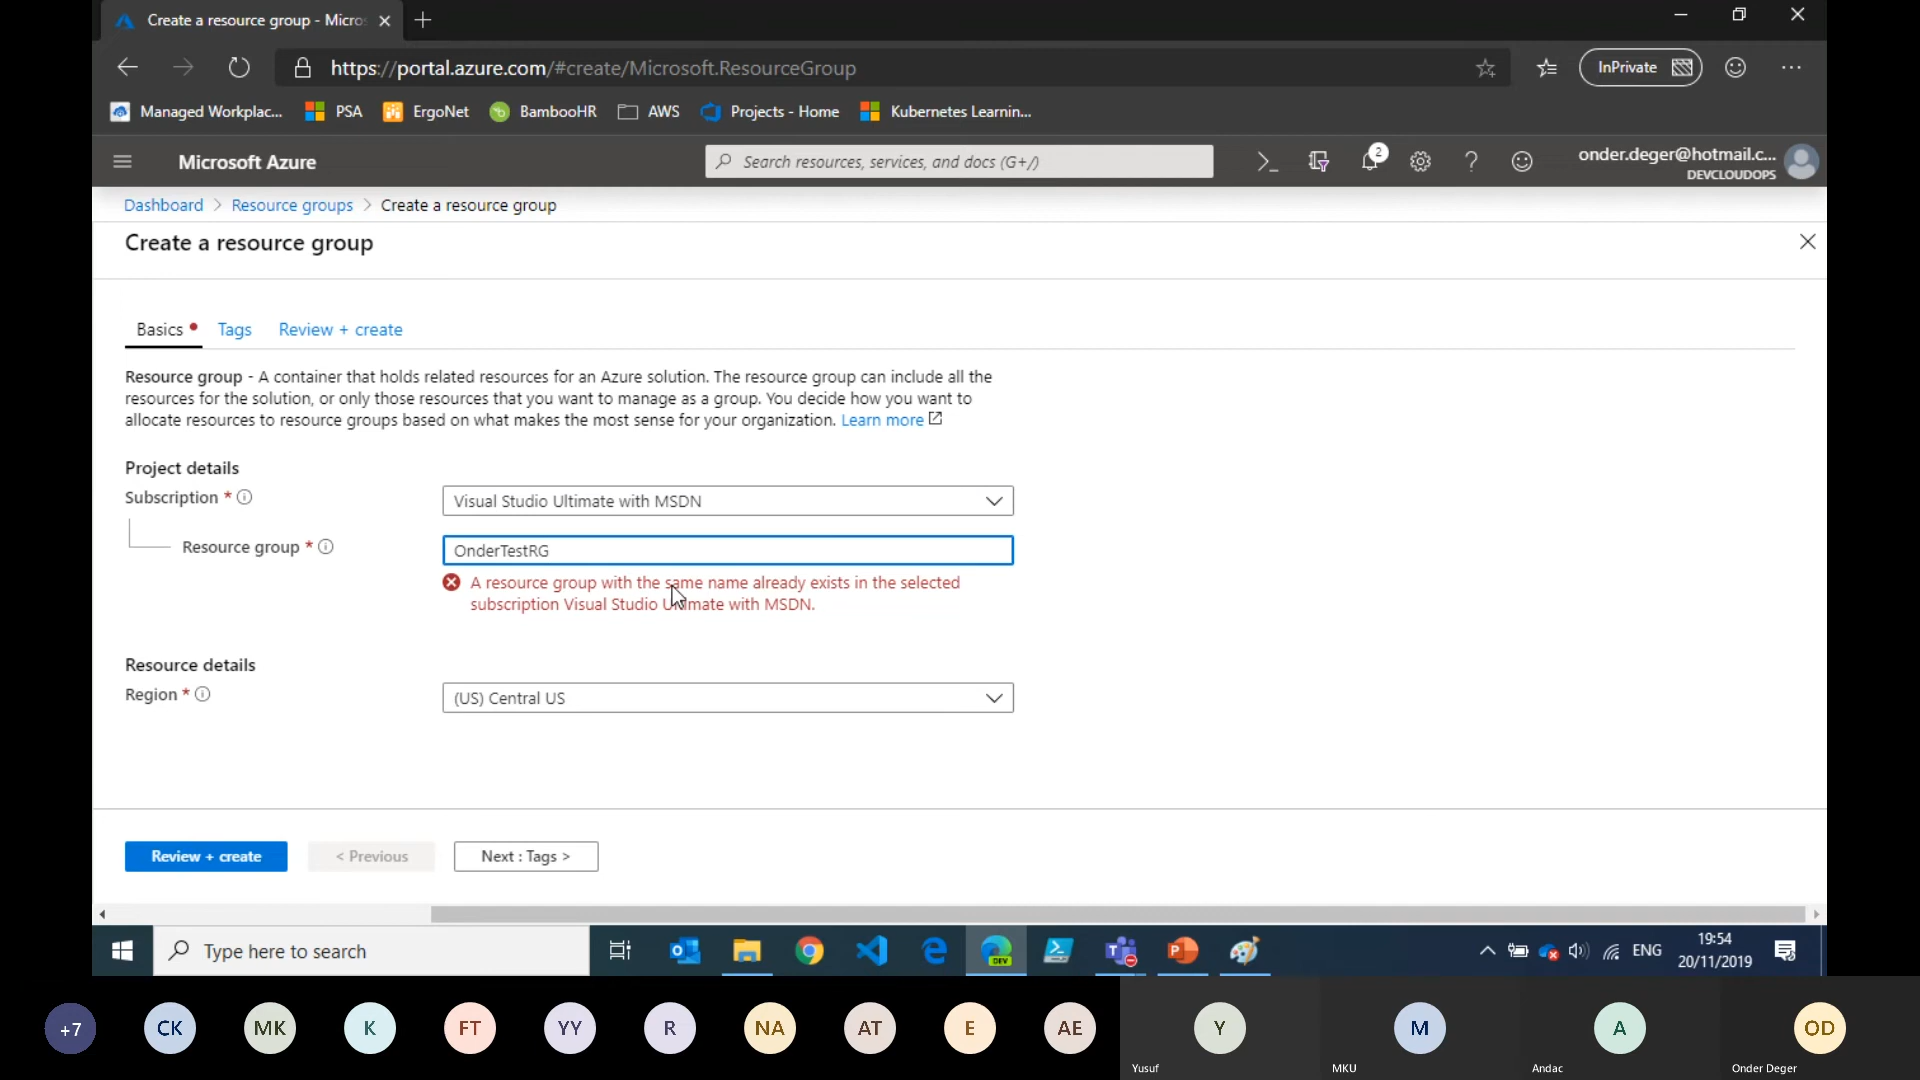 Create a resource group - Micro
https://portal.azure.com/#create/Microsoft.ResourceGroup
InPrivate
Managed Workplac... PSA ErgoNet BambooHR AWS Projects - Home Kubernetes Learnin...
Microsoft Azure
Search resources, services, and docs (G+/)
2
onder.deger@hotmail.c...
DEVCLOUDOPS
Dashboard > Resource groups > Create a resource group
Create a resource group
Basics Tags Review + create
Resource group - A container that holds related resources for an Azure solution. The resource group can include all the
resources for the solution, or only those resources that you want to manage as a group. You decide how you want to
allocate resources to resource groups based on what makes the most sense for your organization. Learn more
Project details
Subscription *
Visual Studio Ultimate with MSDN
Resource group *
OnderTestRG
A resource group with the same name already exists in the selected
subscription Visual Studio Ultimate with MSDN.
Resource details
Region *
(US) Central US
Review + create
< Previous
Next : Tags >
Type here to search
DEV
ENG
19:54
20/11/2019
+7 CK MK K FT YY R NA AT E AE Y M A OD
Yusuf MKU Andac Onder Deger